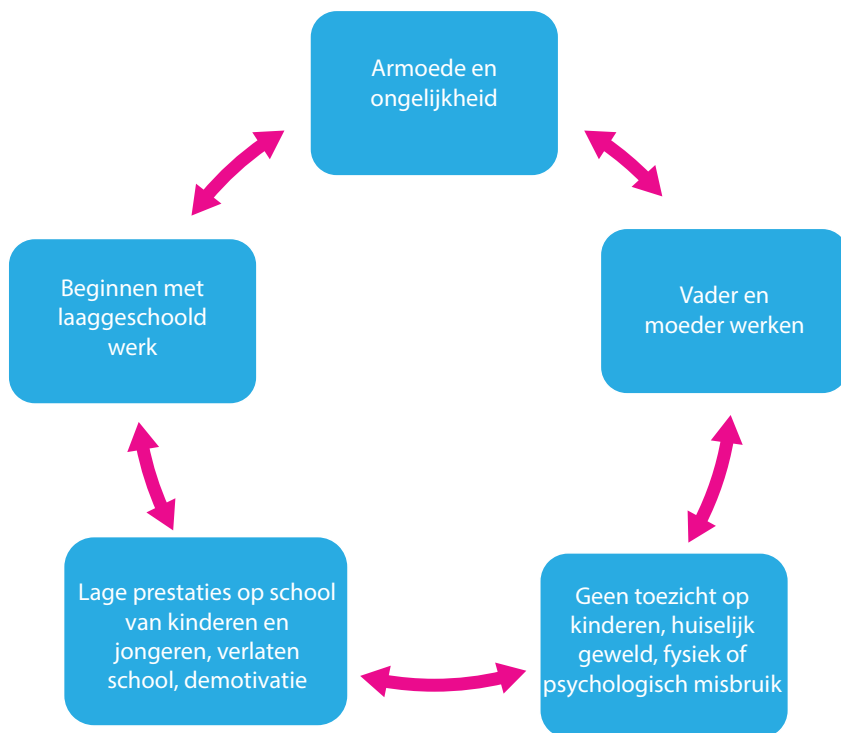 Armoede en
ongelijkheid
Vader en
moeder werken
Geen toezicht op
kinderen, huiselijk
geweld, fysiek of
psychologisch misbruik
Lage prestaties op school
van kinderen en
jongeren, verlaten
school, demotivatie
Beginnen met
laaggeschoold
werk